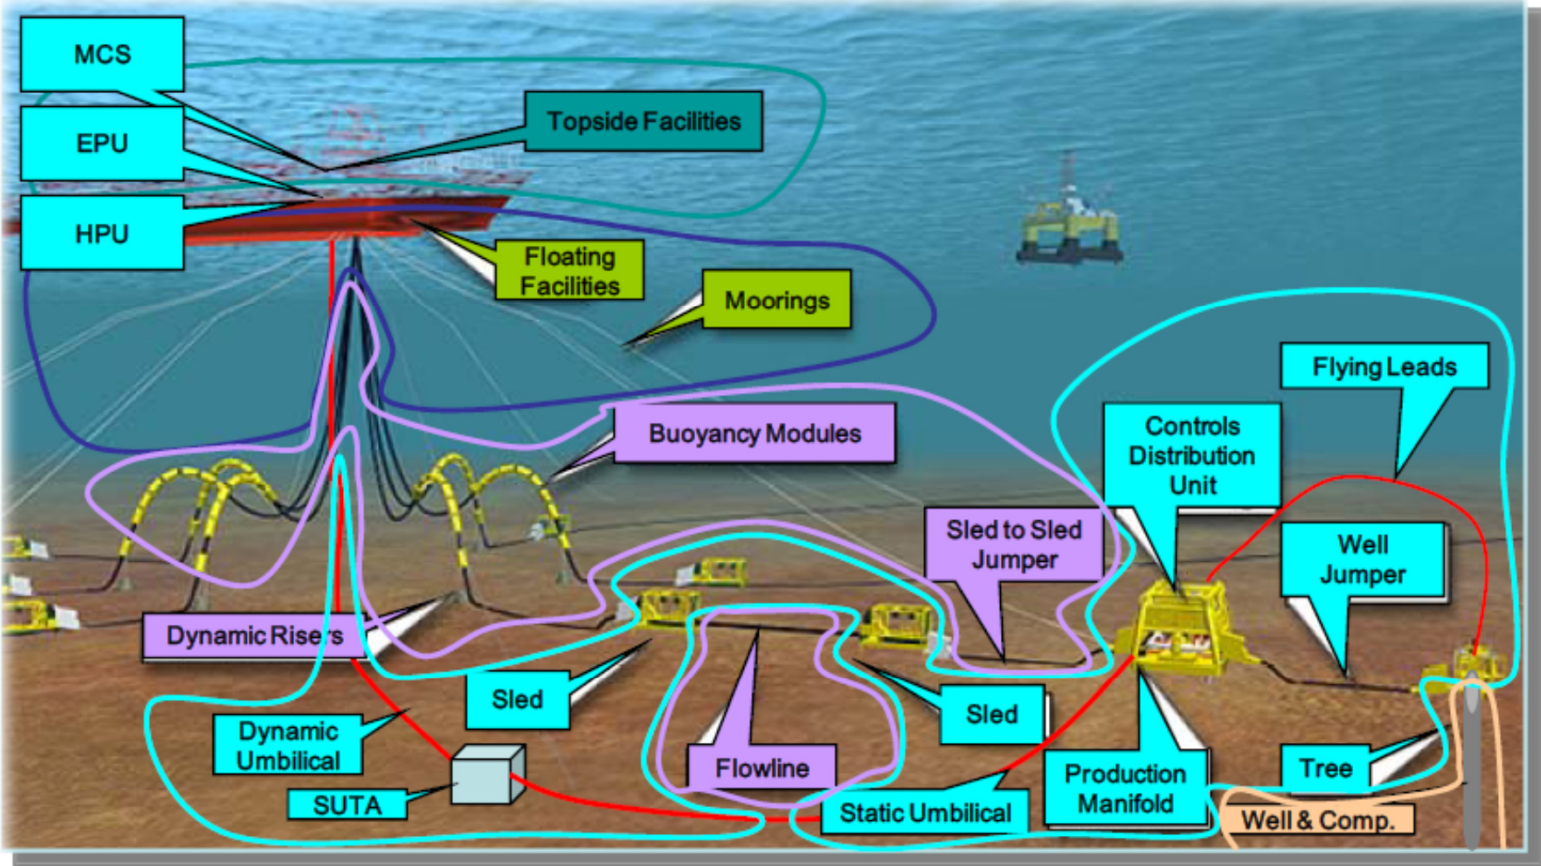 MCS
EPU
HPU
Topside Facilities
Floating
Facilities
Moorings
Flying Leads
Buoyancy Modules
Controls
Distribution
Unit
Sled to Sled
Jumper
Well
Jumper
Dynamic Risers
Sled
Sled
Dynamic
Umbilical
Flowline
SUTA
Static Umbilical
Production
Manifold
Tree
Well & Comp.